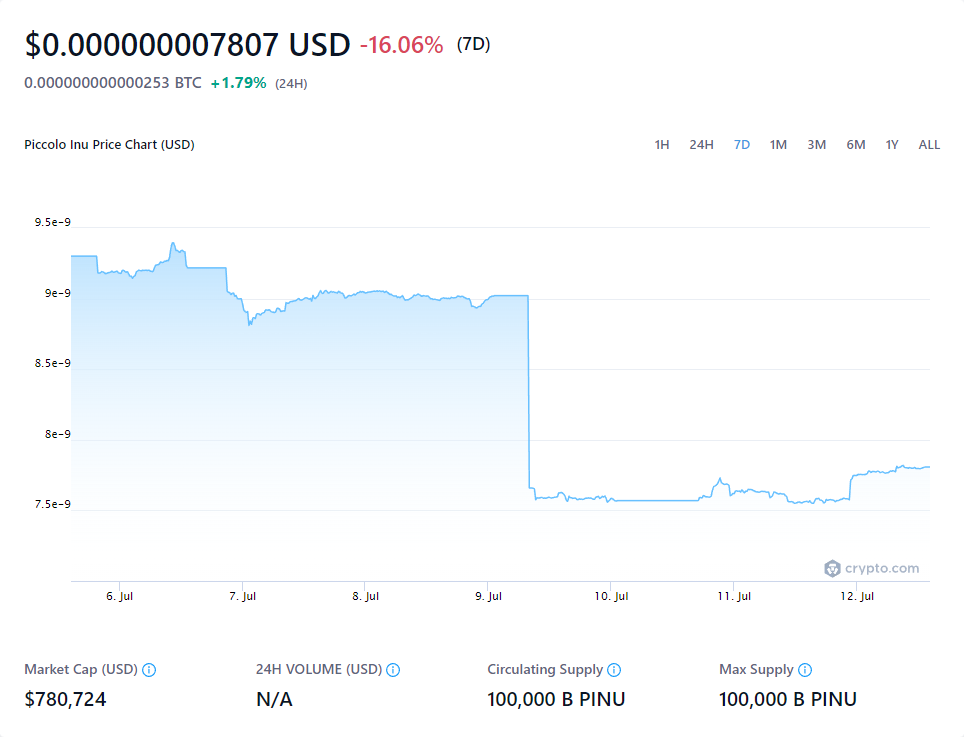 $0.000000007807 USD -16.06% (7D)
0.000000000000253 BTC +1.79% (24H)
Piccolo Inu Price Chart (USD) 1H 24H 7D 1M 3M 6M 1Y ALL
9.5e-9
9e-9
8.5e-9
8e-9
7.5e-9
crypto.com
6. Jul 7. Jul 8. Jul 9. Jul 10. Jul 11. Jul 12. Jul
Market Cap (USD) 24H VOLUME (USD) Circulating Supply Max Supply
$780,724 N/A 100,000 B PINU 100,000 B PINU